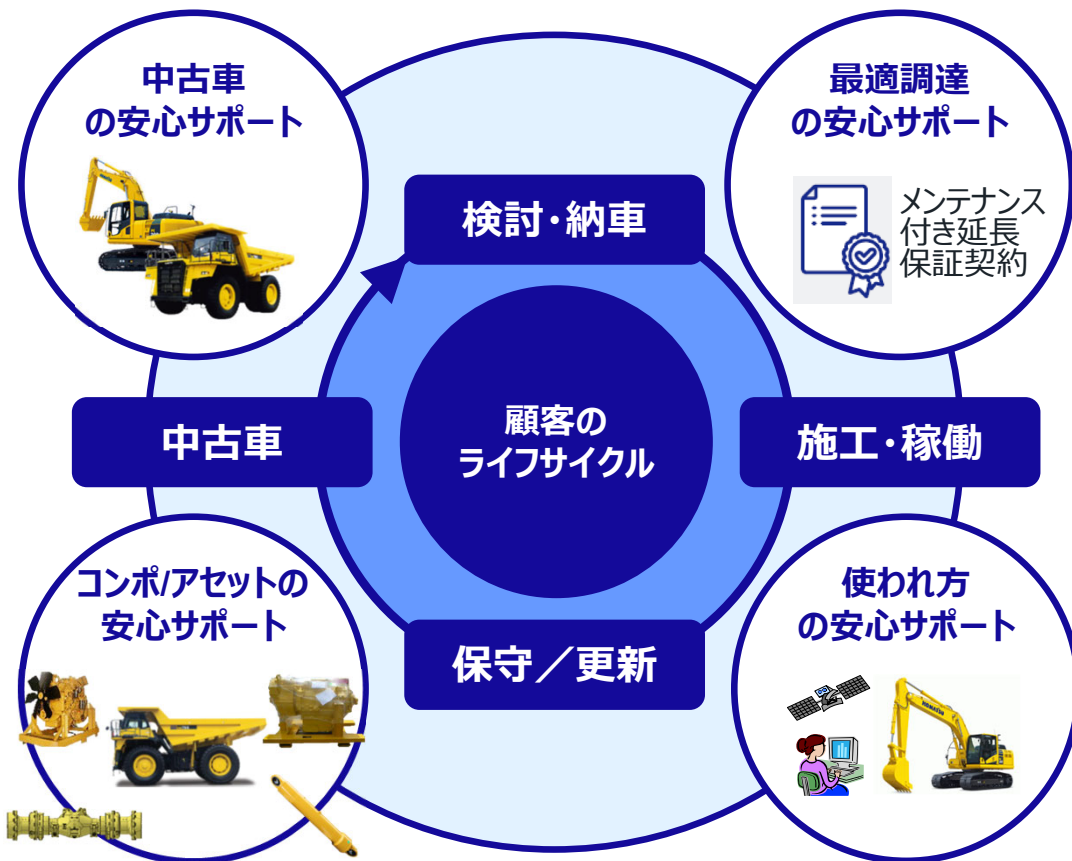 中古車
の安心サポート
最適調達
の安心サポート
メンテナンス
付き延長
保証契約
検討・納車
中古車
顧客の
ライフサイクル
施工・稼働
コンポ/アセットの
安心サポート
保守／更新
使われ方
の安心サポート
KOMATSU